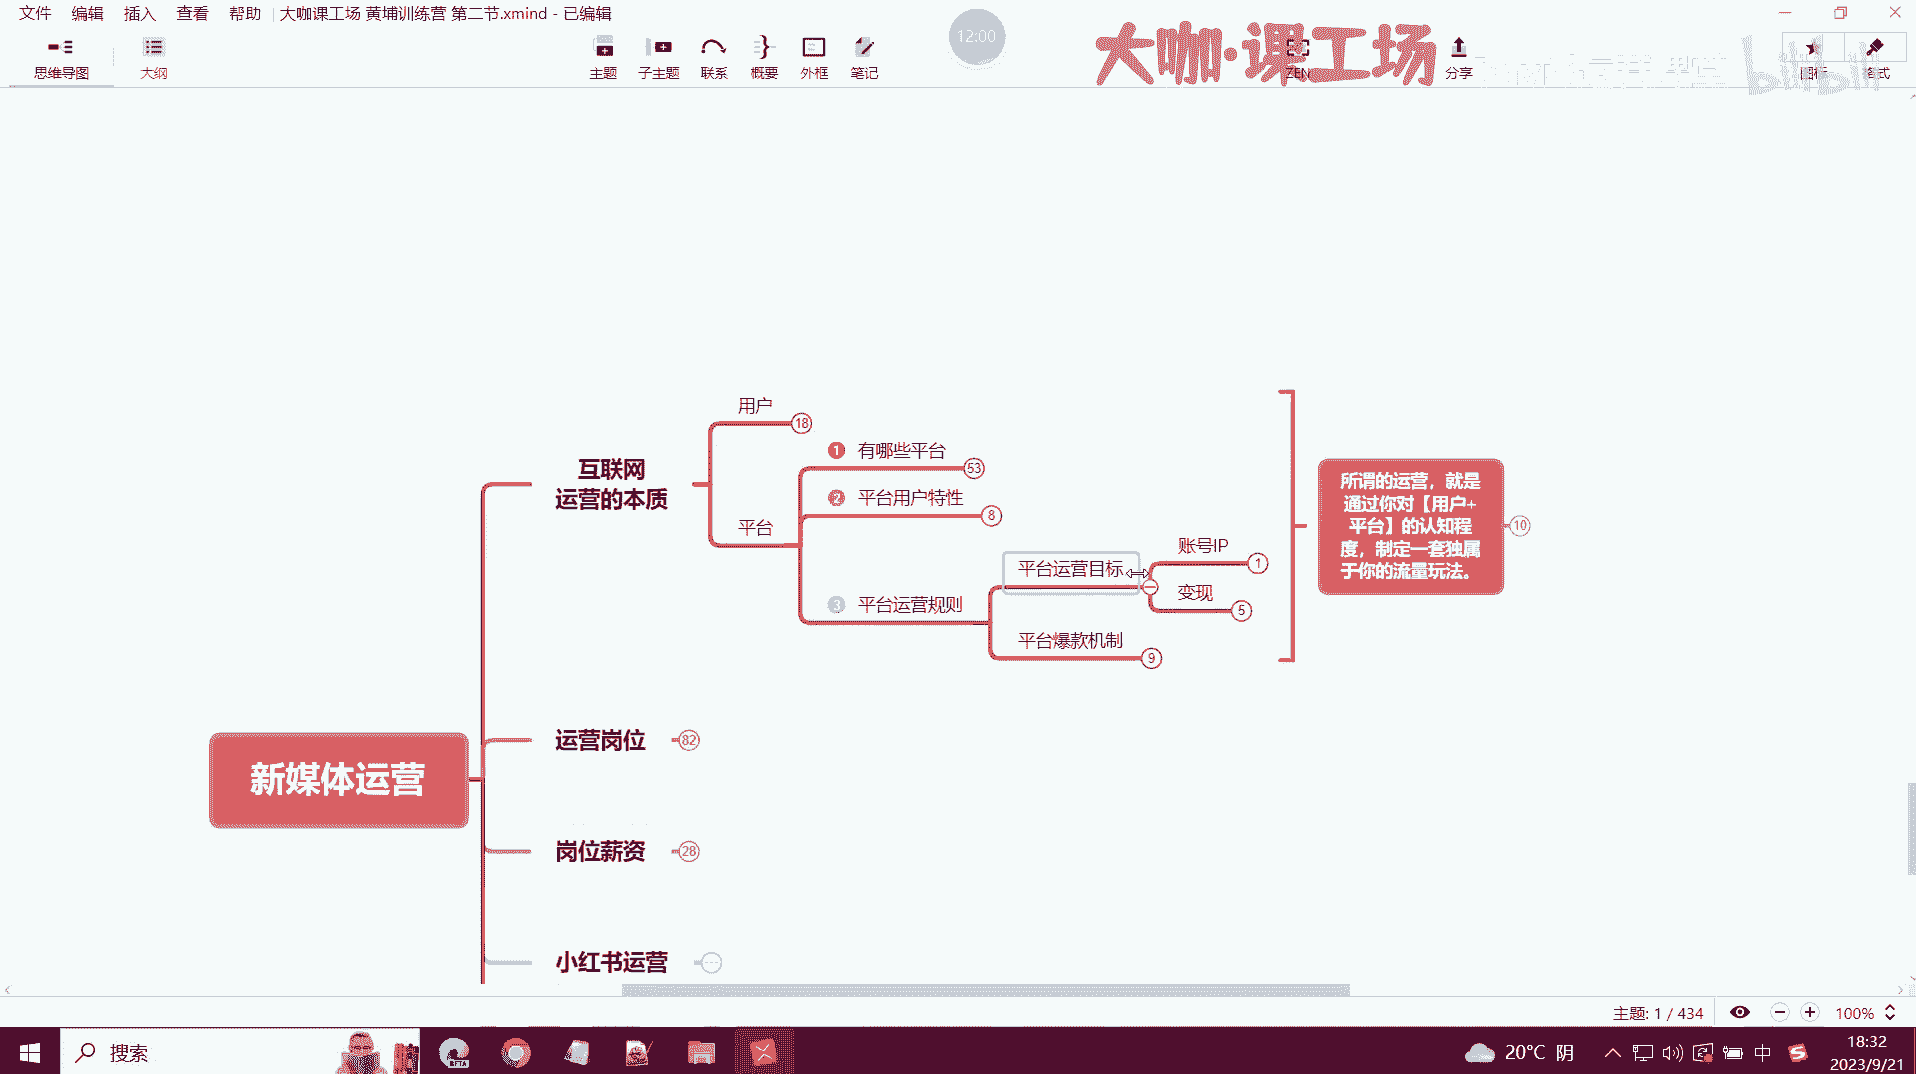 文件 编辑 插入 查看 帮助 大咖课工场 黄埔训练营 第二节.xmind - 已编辑
思维导图 大纲 主题 子主题 联系 概要 外框 笔记 ZEN 分享 图标 格式
12:00
大咖·课工场
bilibili
用户 18
1 有哪些平台 53
互联网
运营的本质
2 平台用户特性 8
平台
平台运营目标
账号IP 1
变现 5
3 平台运营规则
平台爆款机制 9
所谓的运营，就是
通过你对【用户+
平台】的认知程
度，制定一套独属
于你的流量玩法。
10
运营岗位 82
新媒体运营
岗位薪资 28
小红书运营
主题: 1 / 434 100%
搜索
BETA
20°C 阴
中
18:32
2023/9/21